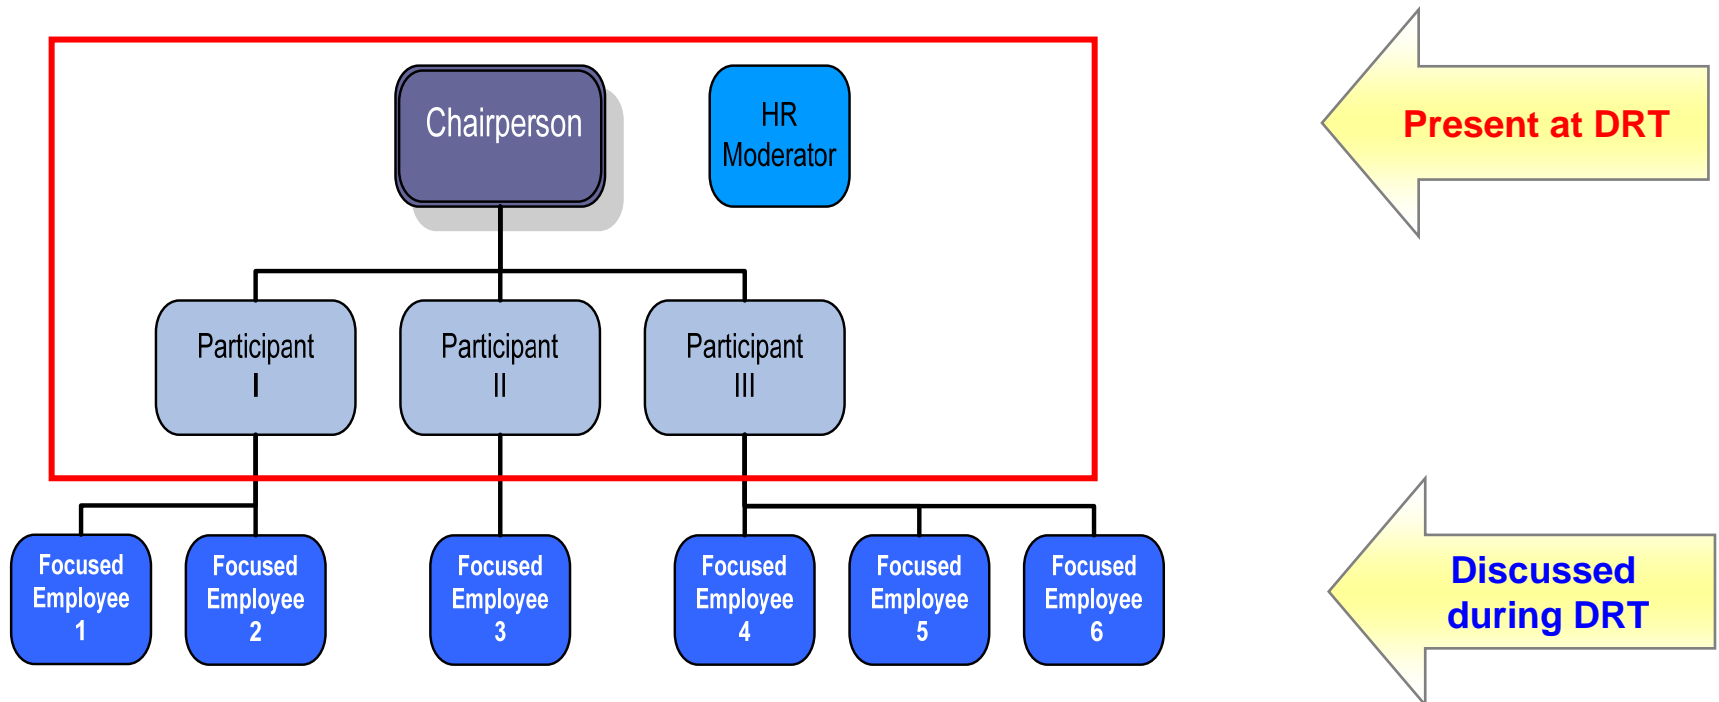 Chairperson
HR
Moderator
Present at DRT
Participant
I
Participant
II
Participant
III
Focused
Employee
1
Focused
Employee
2
Focused
Employee
3
Focused
Employee
4
Focused
Employee
5
Focused
Employee
6
Discussed
during DRT